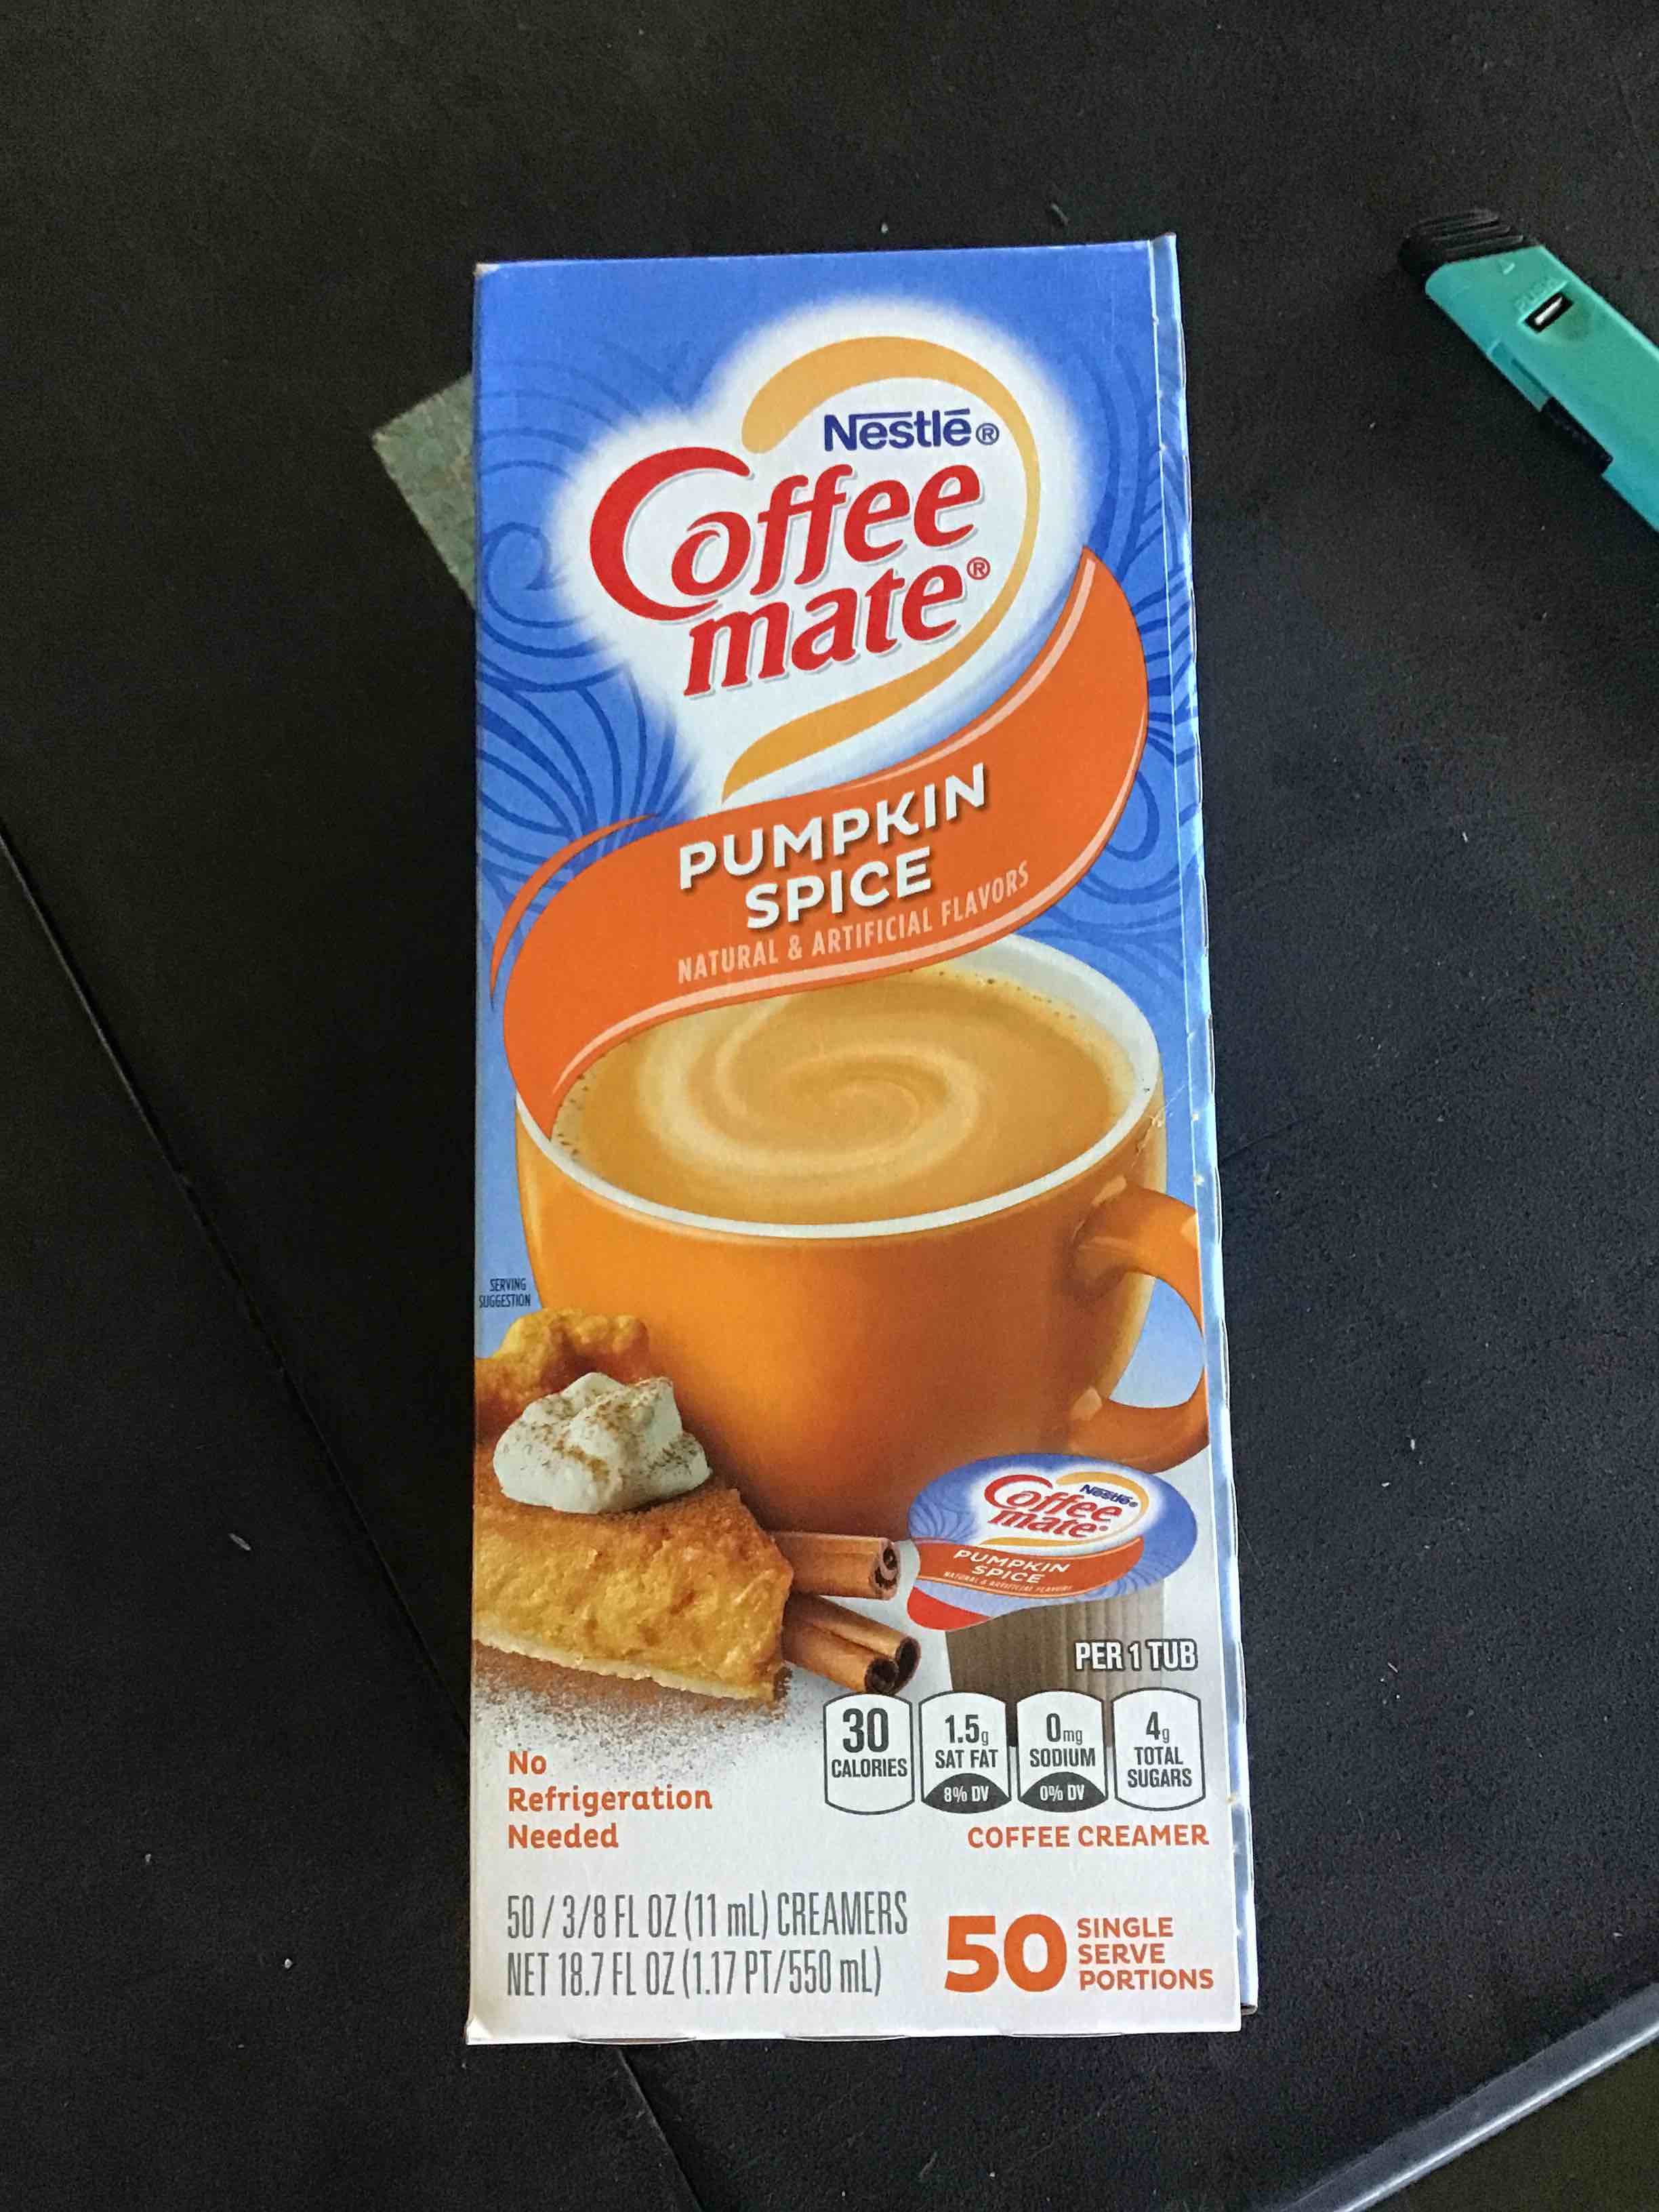 Nestlé®
Coffee
mate®
PUMPKIN
SPICE
NATURAL & ARTIFICIAL FLAVORS
SERVING
SUGGESTION
Nestlé®
Coffee
mate®
PUMPKIN
SPICE
NATURAL & ARTIFICIAL FLAVORS
PER 1 TUB
30
CALORIES
1.5g
SAT FAT
8% DV
0mg
SODIUM
0% DV
4g
TOTAL
SUGARS
No
Refrigeration
Needed
COFFEE CREAMER
50 / 3/8 FL OZ (11 mL) CREAMERS
NET 18.7 FL OZ (1.17 PT/550 mL)
50 SINGLE
SERVE
PORTIONS